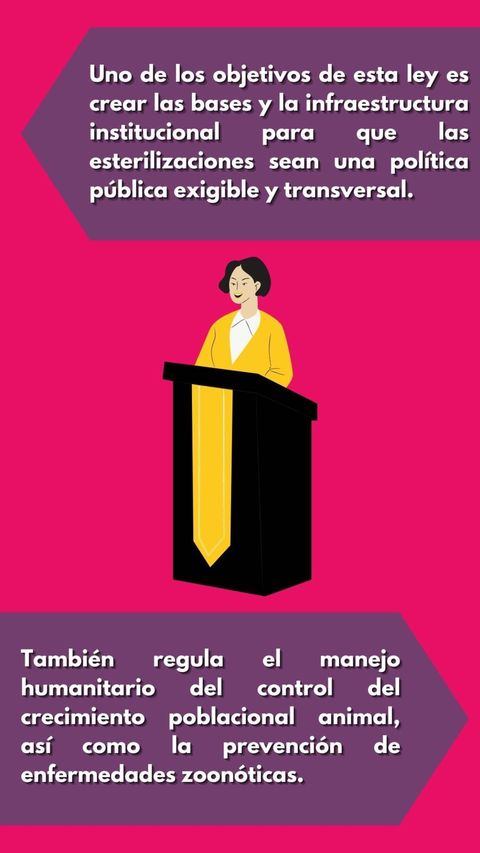 Uno de los objetivos de esta ley es
crear las bases y la infraestructura
institucional para que las
esterilizaciones sean una política
pública exigible y transversal.
También regula el manejo
humanitario del control del
crecimiento poblacional animal,
así como la prevención de
enfermedades zoonóticas.